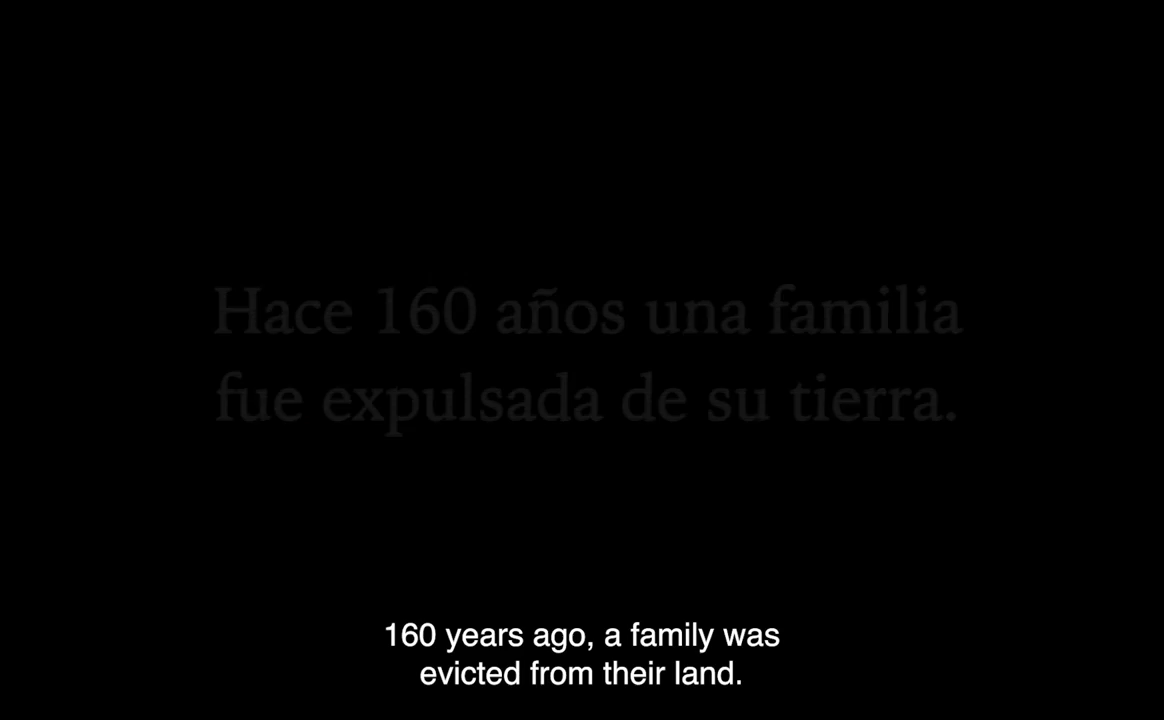 Hace 160 años una familia
fue expulsada de su tierra.
160 years ago, a family was
evicted from their land.